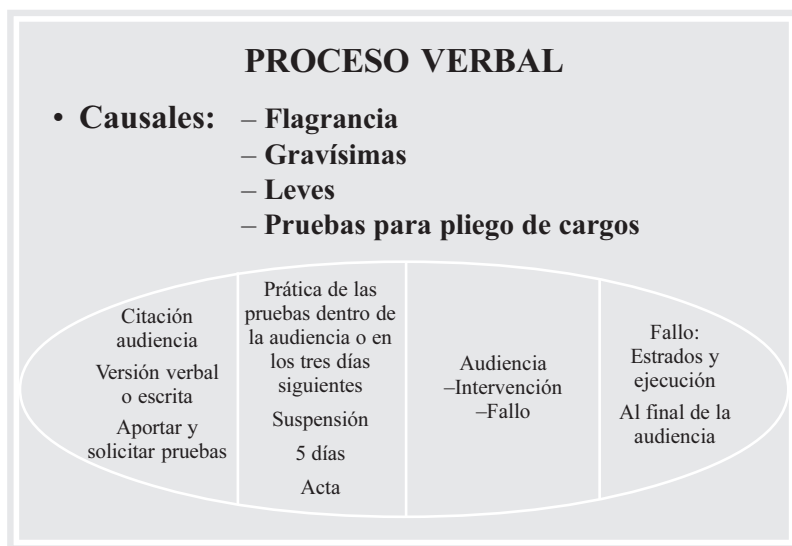 PROCESO VERBAL
• Causales: – Flagrancia
– Gravísimas
– Leves
– Pruebas para pliego de cargos
Citación
audiencia
Versión verbal
o escrita
Aportar y
solicitar pruebas
Prática de las
pruebas dentro de
la audiencia o en
los tres días
siguientes
Suspensión
5 días
Acta
Audiencia
–Intervención
–Fallo
Fallo:
Estrados y
ejecución
Al final de la
audiencia